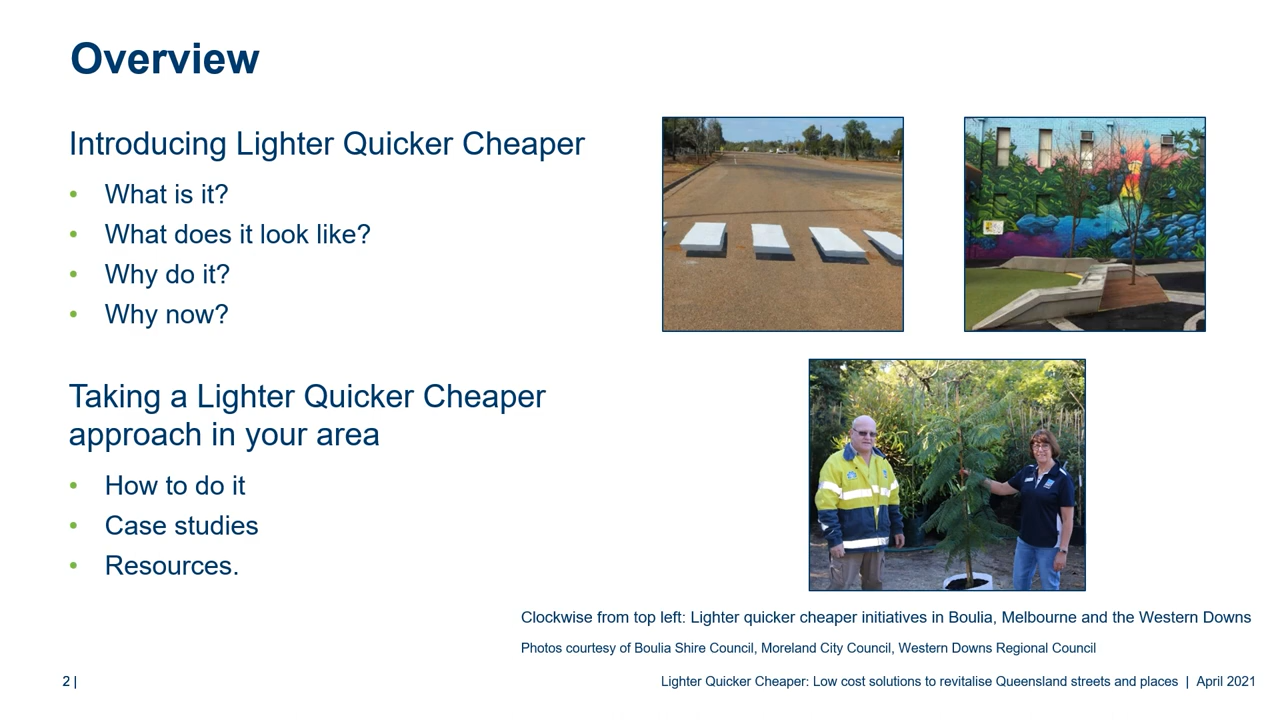 Overview
Introducing Lighter Quicker Cheaper
• What is it?
• What does it look like?
• Why do it?
• Why now?
Taking a Lighter Quicker Cheaper
approach in your area
• How to do it
• Case studies
• Resources.
Clockwise from top left: Lighter quicker cheaper initiatives in Boulia, Melbourne and the Western Downs
Photos courtesy of Boulia Shire Council, Moreland City Council, Western Downs Regional Council
2 |
Lighter Quicker Cheaper: Low cost solutions to revitalise Queensland streets and places | April 2021